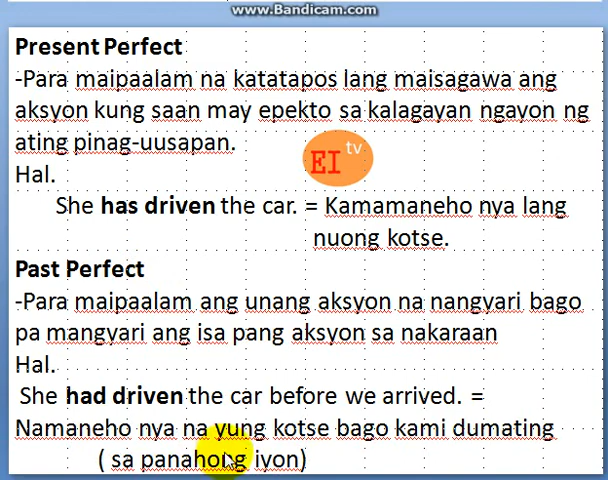 www.Bandicam.com
Present Perfect
-Para maipaalam na katatapos lang maisagawa ang
aksyon kung saan may epekto sa kalagayan ngayon ng
ating pinag-uusapan.
EI tv
Hal.
She has driven the car. = Kamamaneho nya lang
nuong kotse.
Past Perfect
-Para maipaalam ang unang aksyon na nangyari bago
pa mangyari ang isa pang aksyon sa nakaraan
Hal.
She had driven the car before we arrived. =
Namaneho nya na yung kotse bago kami dumating
( sa panahong iyon)